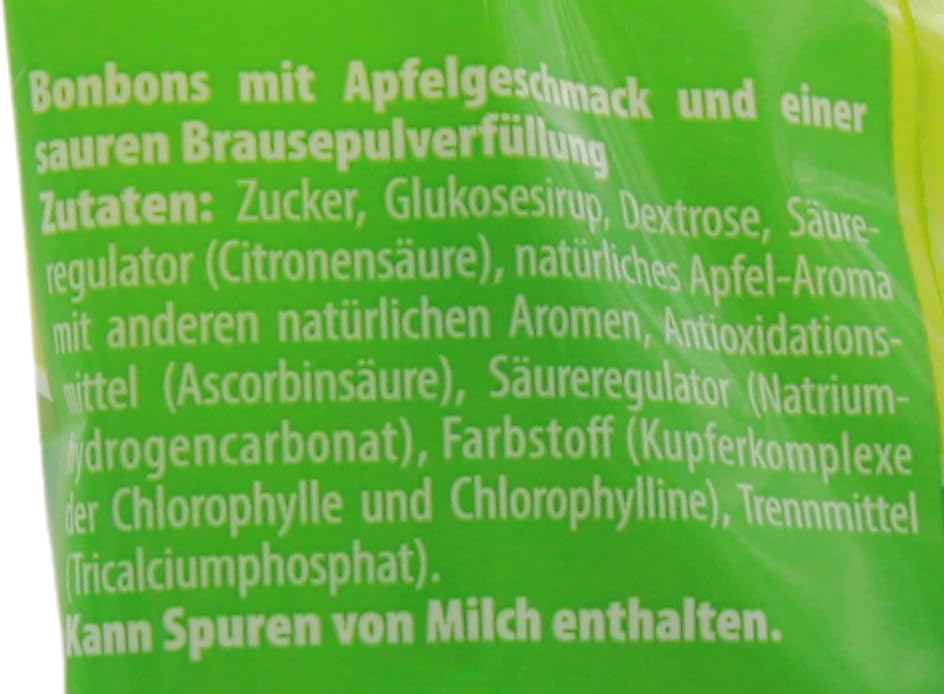 Bonbons mit Apfelgeschmack und einer
sauren Brausepulverfüllung
Zutaten: Zucker, Glukosesirup, Dextrose, Säure-
regulator (Citronensäure), natürliches Apfel-Aroma
mit anderen natürlichen Aromen, Antioxidations-
mittel (Ascorbinsäure), Säureregulator (Natrium-
hydrogencarbonat), Farbstoff (Kupferkomplexe
der Chlorophylle und Chlorophylline), Trennmittel
(Tricalciumphosphat).
Kann Spuren von Milch enthalten.